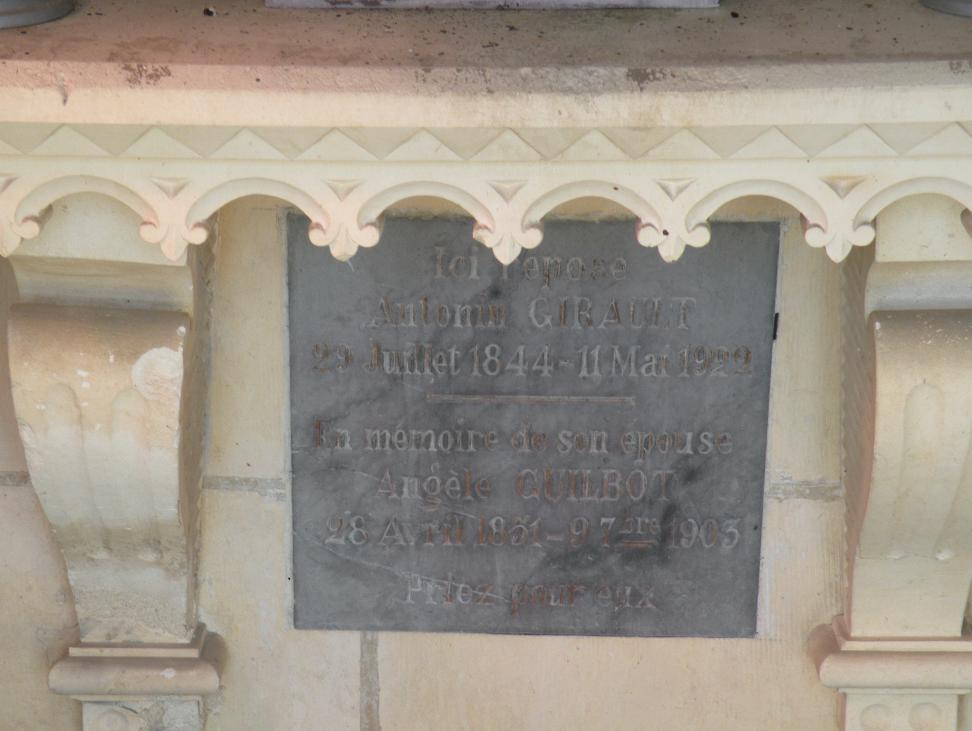 Ici repose
Antonin GIRAULT
29 Juillet 1844 - 11 Mai 1922
En mémoire de son épouse
Angèle GUILBOT
28 Avril 1851 - 9 7bre 1903
Priez pour eux